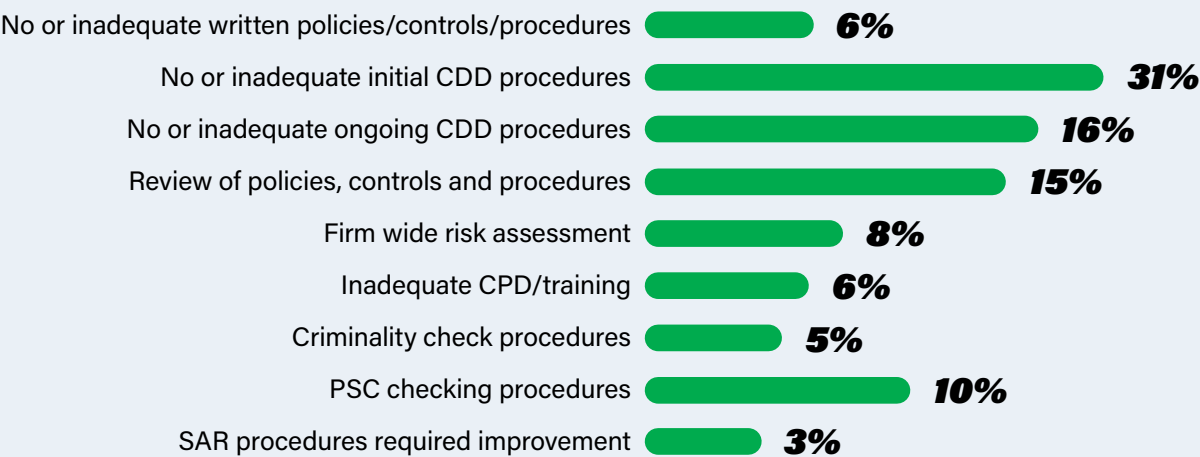 No or inadequate written policies/controls/procedures 6%
No or inadequate initial CDD procedures 31%
No or inadequate ongoing CDD procedures 16%
Review of policies, controls and procedures 15%
Firm wide risk assessment 8%
Inadequate CPD/training 6%
Criminality check procedures 5%
PSC checking procedures 10%
SAR procedures required improvement 3%